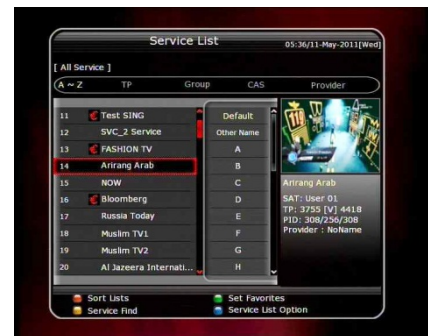 Service List
05:36/11-May-2011[Wed]
[ All Service ]
A ~ Z TP Group CAS Provider
11 Test SING
12 SVC_2 Service
13 FASHION TV
14 Arirang Arab
15 NOW
16 Bloomberg
17 Russia Today
18 Muslim TV1
19 Muslim TV2
20 Al Jazeera Internati...
Default
Other Name
A
B
C
D
E
F
G
H
119
Arirang Arab
SAT: User 01
TP: 3755 [V] 4418
PID: 308/256/308
Provider : NoName
Sort Lists
Set Favorites
Service Find
Service List Option